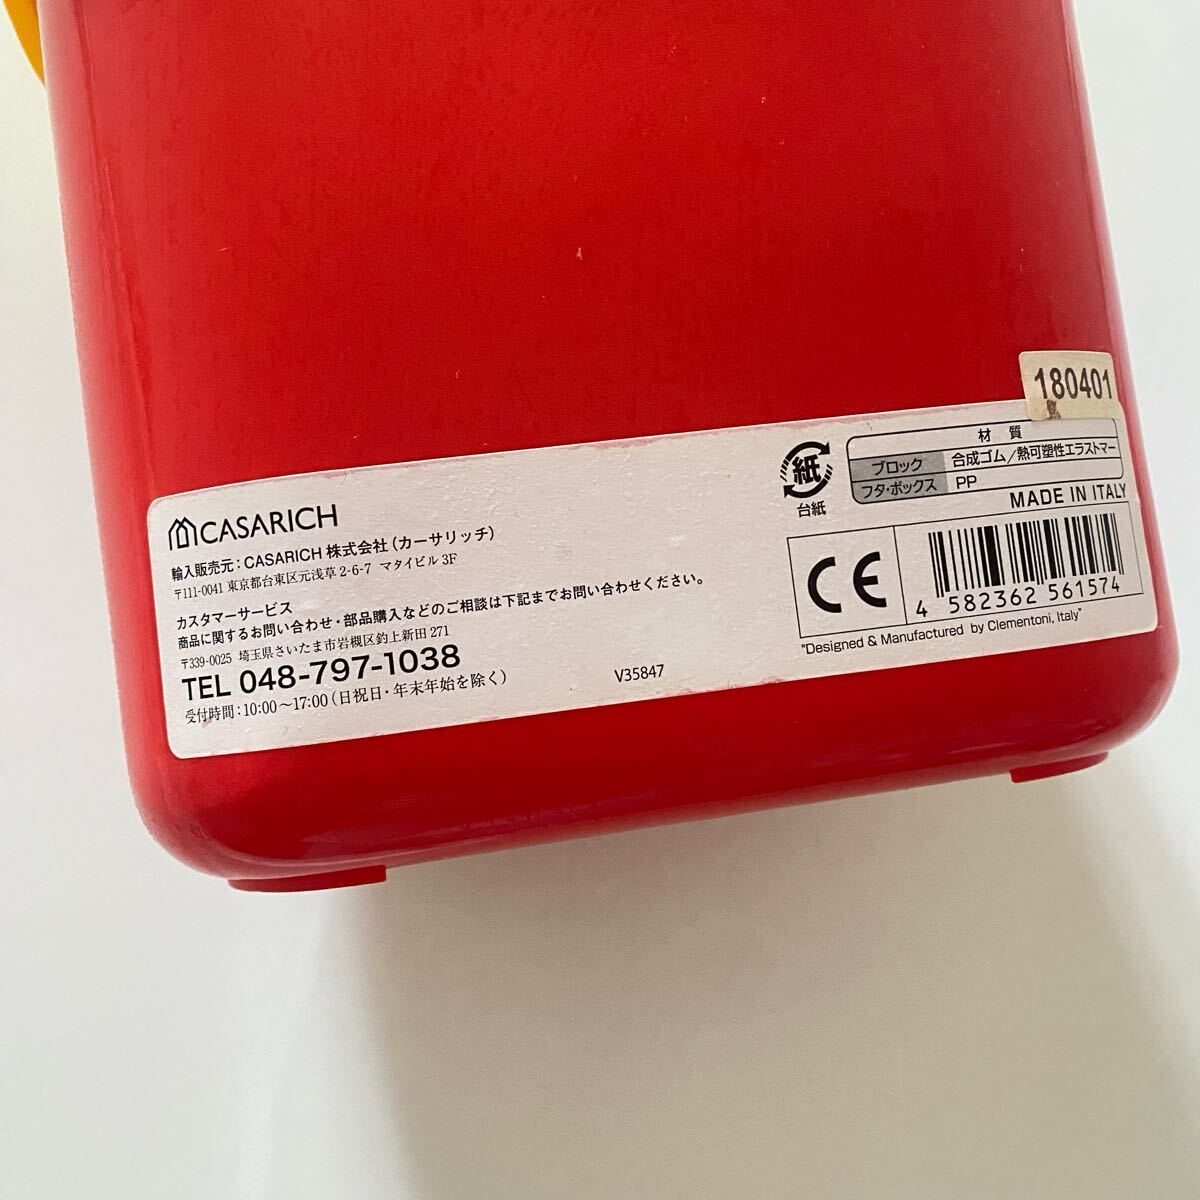 180401
CASARICH
輸入販売元:CASARICH 株式会社(カーサリッチ)
〒111-0041 東京都台東区元浅草 2-6-7 マタイビル 3F
カスタマーサービス
商品に関するお問い合わせ・部品購入などのご相談は下記までお問い合わせください。
〒339-0025 埼玉県さいたま市岩槻区釣上新田 271
TEL 048-797-1038
受付時間:10:00〜17:00(日祝日・年末年始を除く)
V35847
紙
台紙
材質
ブロック 合成ゴム/熱可塑性エラストマー
フタ・ボックス PP
MADE IN ITALY
CE
4 582362 561574
"Designed & Manufactured by Clementoni, Italy"